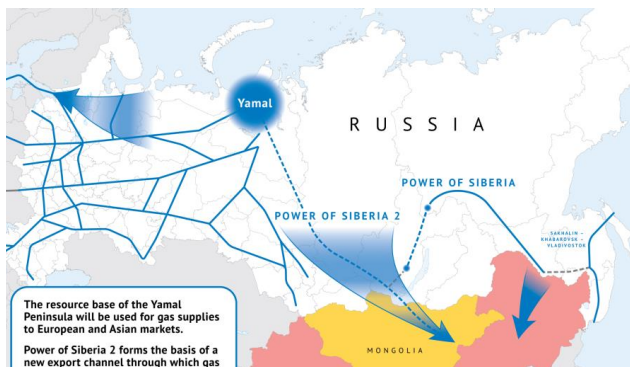 Yamal
RUSSIA
POWER OF SIBERIA
POWER OF SIBERIA 2
SAKHALIN –
KHABAROVSK –
VLADIVOSTOK
The resource base of the Yamal
Peninsula will be used for gas supplies
to European and Asian markets.
Power of Siberia 2 forms the basis of a
new export channel through which gas
MONGOLIA